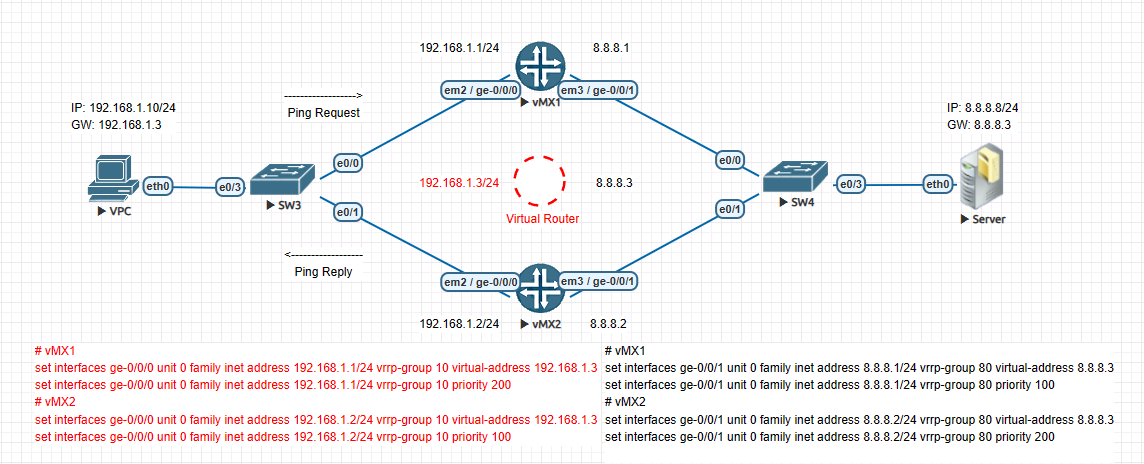 192.168.1.1/24
8.8.8.1
em2 / ge-0/0/0
em3 / ge-0/0/1
vMX1
------------------>
Ping Request
IP: 192.168.1.10/24
GW: 192.168.1.3
IP: 8.8.8.8/24
GW: 8.8.8.3
e0/0
e0/0
eth0
e0/3
SW3
VPC
192.168.1.3/24
8.8.8.3
Virtual Router
e0/3
eth0
SW4
Server
e0/1
e0/1
<------------------
Ping Reply
em2 / ge-0/0/0
em3 / ge-0/0/1
192.168.1.2/24
vMX2
8.8.8.2
# vMX1
set interfaces ge-0/0/0 unit 0 family inet address 192.168.1.1/24 vrrp-group 10 virtual-address 192.168.1.3
set interfaces ge-0/0/0 unit 0 family inet address 192.168.1.1/24 vrrp-group 10 priority 200
# vMX2
set interfaces ge-0/0/0 unit 0 family inet address 192.168.1.2/24 vrrp-group 10 virtual-address 192.168.1.3
set interfaces ge-0/0/0 unit 0 family inet address 192.168.1.2/24 vrrp-group 10 priority 100
# vMX1
set interfaces ge-0/0/1 unit 0 family inet address 8.8.8.1/24 vrrp-group 80 virtual-address 8.8.8.3
set interfaces ge-0/0/1 unit 0 family inet address 8.8.8.1/24 vrrp-group 80 priority 100
# vMX2
set interfaces ge-0/0/1 unit 0 family inet address 8.8.8.2/24 vrrp-group 80 virtual-address 8.8.8.3
set interfaces ge-0/0/1 unit 0 family inet address 8.8.8.2/24 vrrp-group 80 priority 200